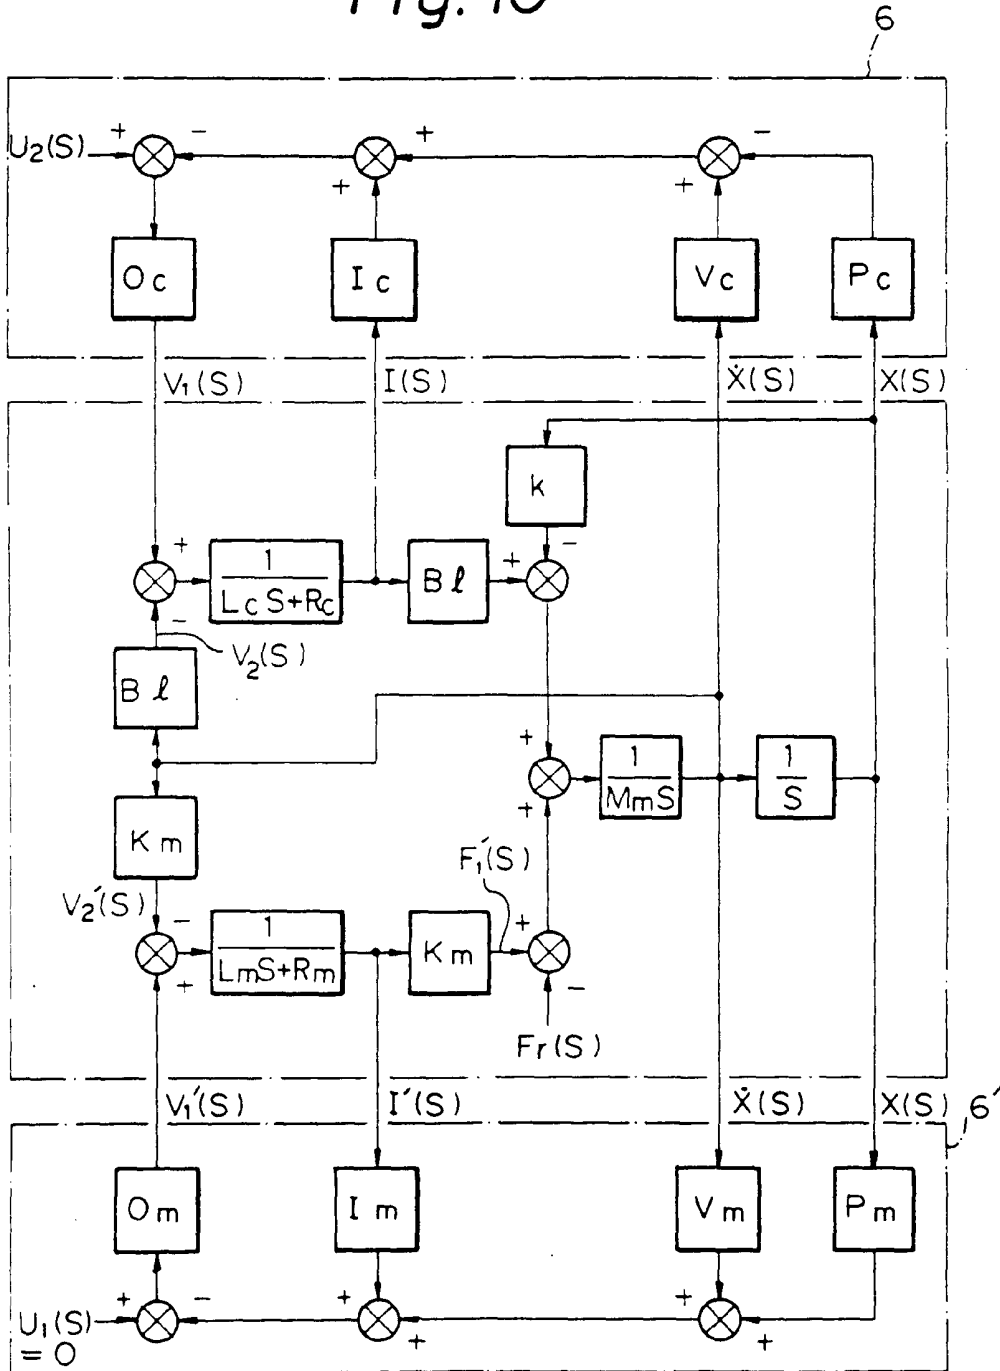 Fig. 10
6
U₂(S) + − + −
+ +
Oc Ic Vc Pc
V₁(S) I(S) Ẋ(S) X(S)
k
+ −
1 / LcS+Rc Bℓ +
−
V₂(S)
Bℓ
+
1 / MmS 1 / S
+
Km
F₁′(S)
V₂′(S) −
1 / LmS+Rm Km +
+ −
Fr(S)
V₁′(S) I′(S) Ẋ(S) X(S) 6′
Om Im Vm Pm
+ − + +
U₁(S) + +
= 0